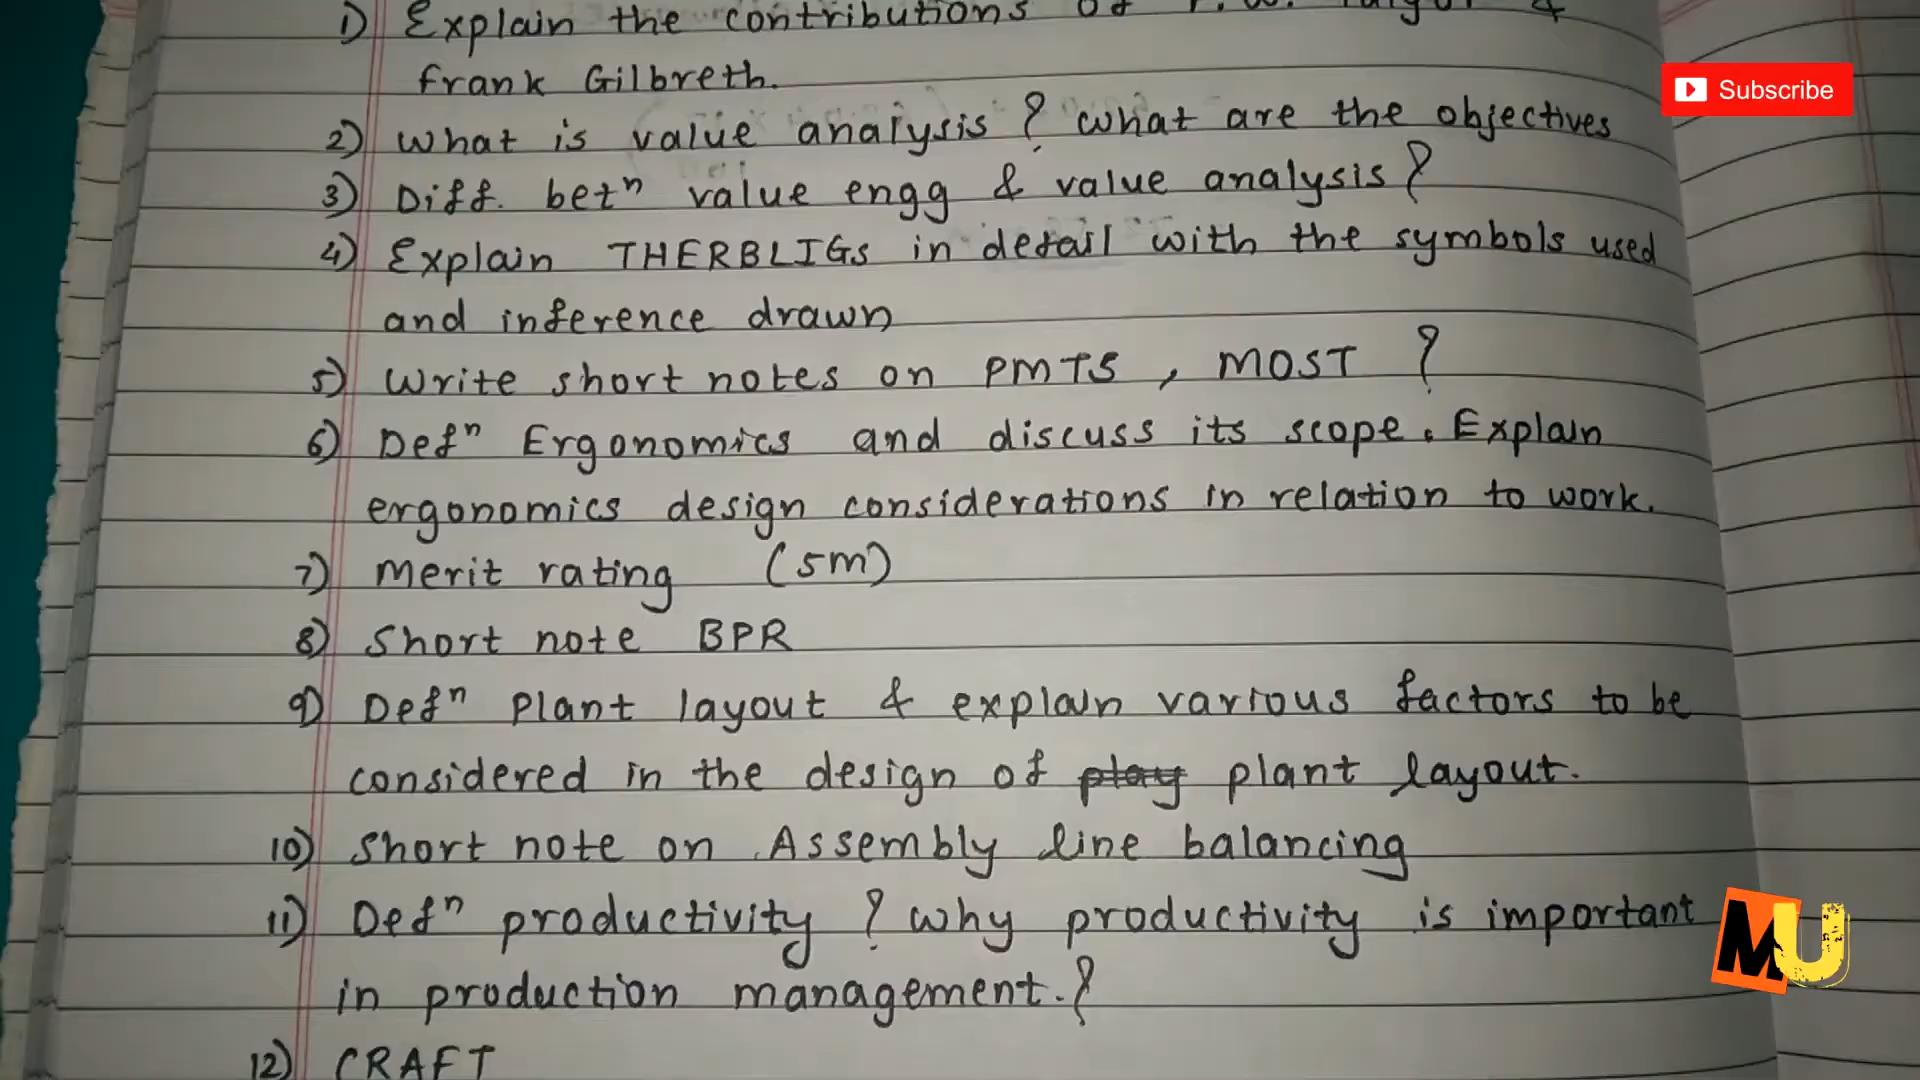 1) Explain the contributions of F. W. Taylor &
Frank Gilbreth.
Subscribe
2) What is value analysis ? what are the objectives
3) Diff. betⁿ value engg & value analysis ?
4) Explain THERBLIGs in detail with the symbols used
and inference drawn
5) Write short notes on PMTS , MOST ?
6) Defⁿ Ergonomics and discuss its scope. Explain
ergonomics design considerations in relation to work.
7) Merit rating (5m)
8) Short note BPR
9) Defⁿ Plant layout & explain various factors to be
considered in the design of play plant layout.
10) Short note on Assembly line balancing
11) Defⁿ productivity ? why productivity is important
in production management. ?
MU
12) CRAFT